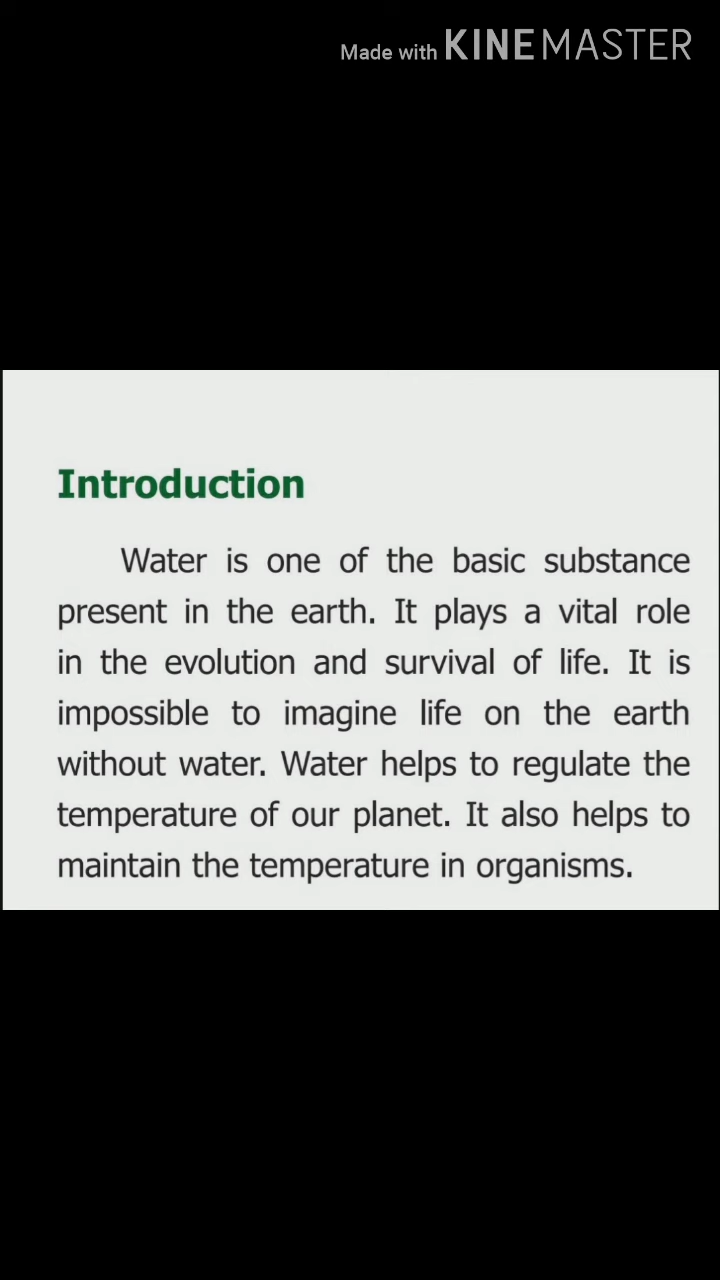 Made with KINEMASTER
Introduction
Water is one of the basic substance
present in the earth. It plays a vital role
in the evolution and survival of life. It is
impossible to imagine life on the earth
without water. Water helps to regulate the
temperature of our planet. It also helps to
maintain the temperature in organisms.